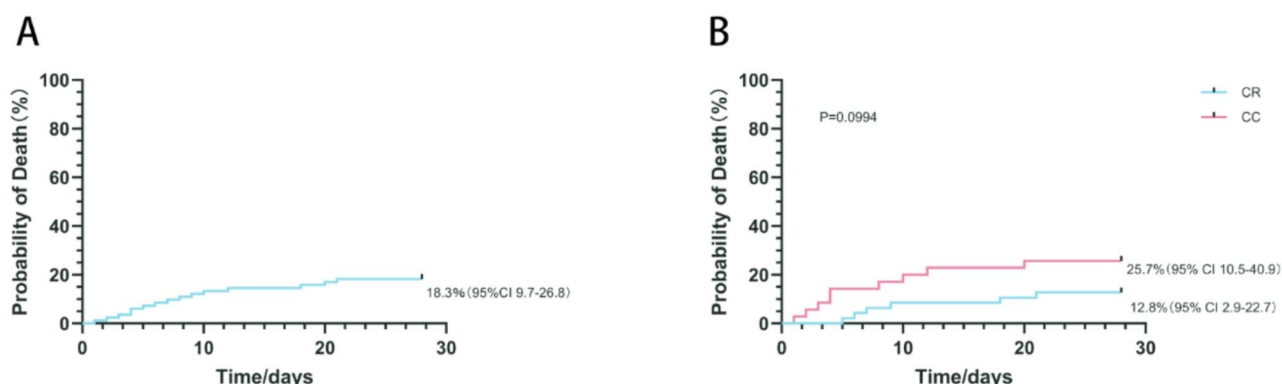 A
Probability of Death(%)
100
80
60
40
20
0
18.3%(95%CI 9.7-26.8)
0 10 20 30
Time/days
B
Probability of Death(%)
100
80
60
40
20
0
P=0.0994
CR
CC
25.7%(95% CI 10.5-40.9)
12.8%(95% CI 2.9-22.7)
0 10 20 30
Time/days